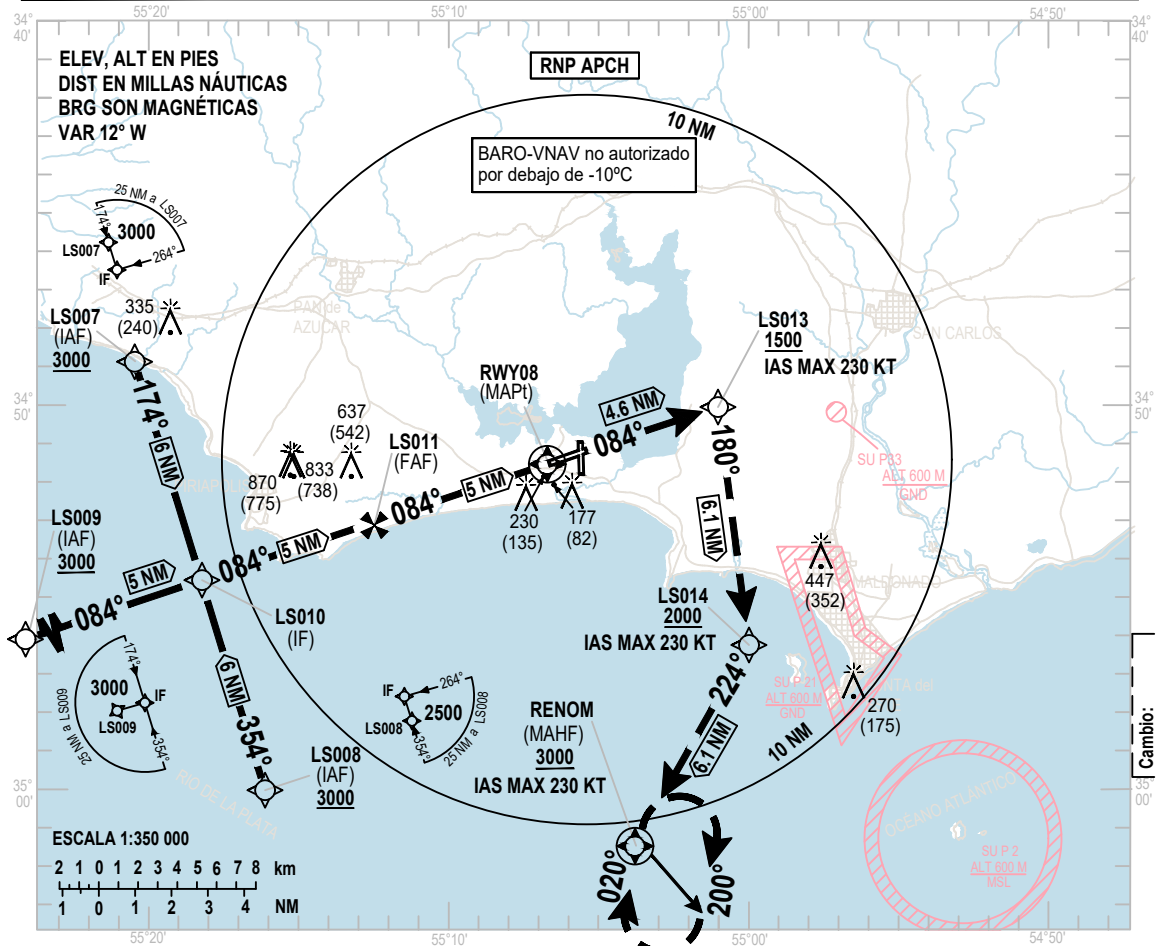 55°20'
55°10'
55°00'
54°50'
34°
40'
34°
40'
ELEV, ALT EN PIES
DIST EN MILLAS NÁUTICAS
BRG SON MAGNÉTICAS
VAR 12° W
RNP APCH
10 NM
BARO-VNAV no autorizado
por debajo de -10ºC
25 NM a LS007
174°
3000
LS007
264°
IF
LS007
(IAF)
3000
335
(240)
PAN de
AZUCAR
SAN CARLOS
LS013
1500
IAS MAX 230 KT
RWY08
(MAPt)
34°
50'
34°
50'
174°
6 NM
637
(542)
833
(738)
870
(775)
LS011
(FAF)
4.6 NM
084°
180°
SU P33
ALT 600 M
GND
084°
5 NM
230
(135)
177
(82)
6.1 NM
LS009
(IAF)
3000
084°
5 NM
5 NM
084°
LS010
(IF)
447
(352)
MALDONADO
LS014
2000
IAS MAX 230 KT
174°
3000
IF
LS009
354°
25 NM a LS009
6 NM
354°
IF
264°
LS008
2500
354°
25 NM a LS008
224°
6.1 NM
SU P 21
ALT 600 M
GND
270
(175)
10 NM
RENOM
(MAHF)
3000
IAS MAX 230 KT
Cambio:
LS008
(IAF)
3000
RIO DE LA PLATA
35°
00'
35°
00'
OCEANO ATLÁNTICO
SU P 2
ALT 600 M
MSL
020°
200°
ESCALA 1:350 000
2 1 0 1 2 3 4 5 6 7 8 km
1 0 1 2 3 4 NM
55°20'
55°10'
55°00'
54°50'